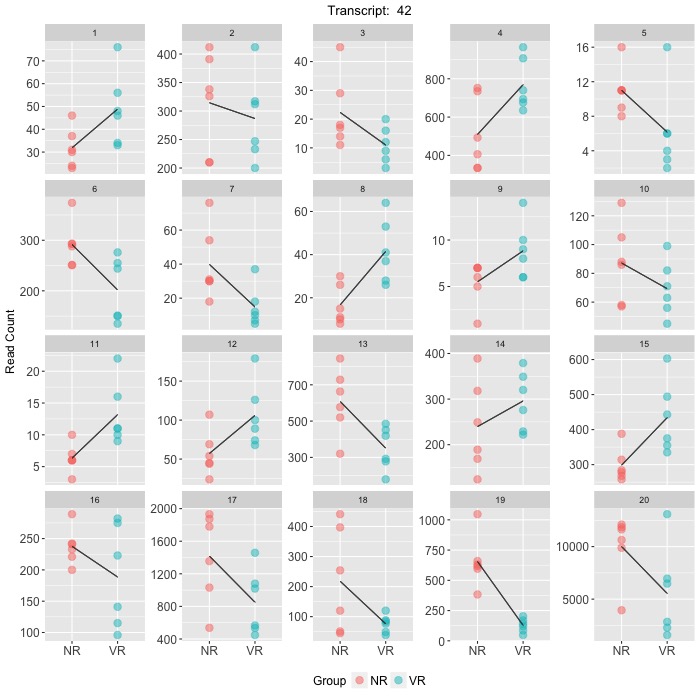 Transcript: 42
1 2 3 4 5
70 60 50 40 30
400 350 300 250 200
40 30 20 10
800 600 400
16 12 8 4
6 7 8 9 10
300 200
60 40 20
60 40 20
10 5
120 100 80 60
Read Count
11 12 13 14 15
20 15 10 5
150 100 50
700 500 300
400 300 200
600 500 400 300
16 17 18 19 20
250 200 150 100
2000 1600 1200 800 400
400 300 200 100
1000 750 500 250 0
10000 5000
NR VR NR VR NR VR NR VR NR VR
Group NR VR